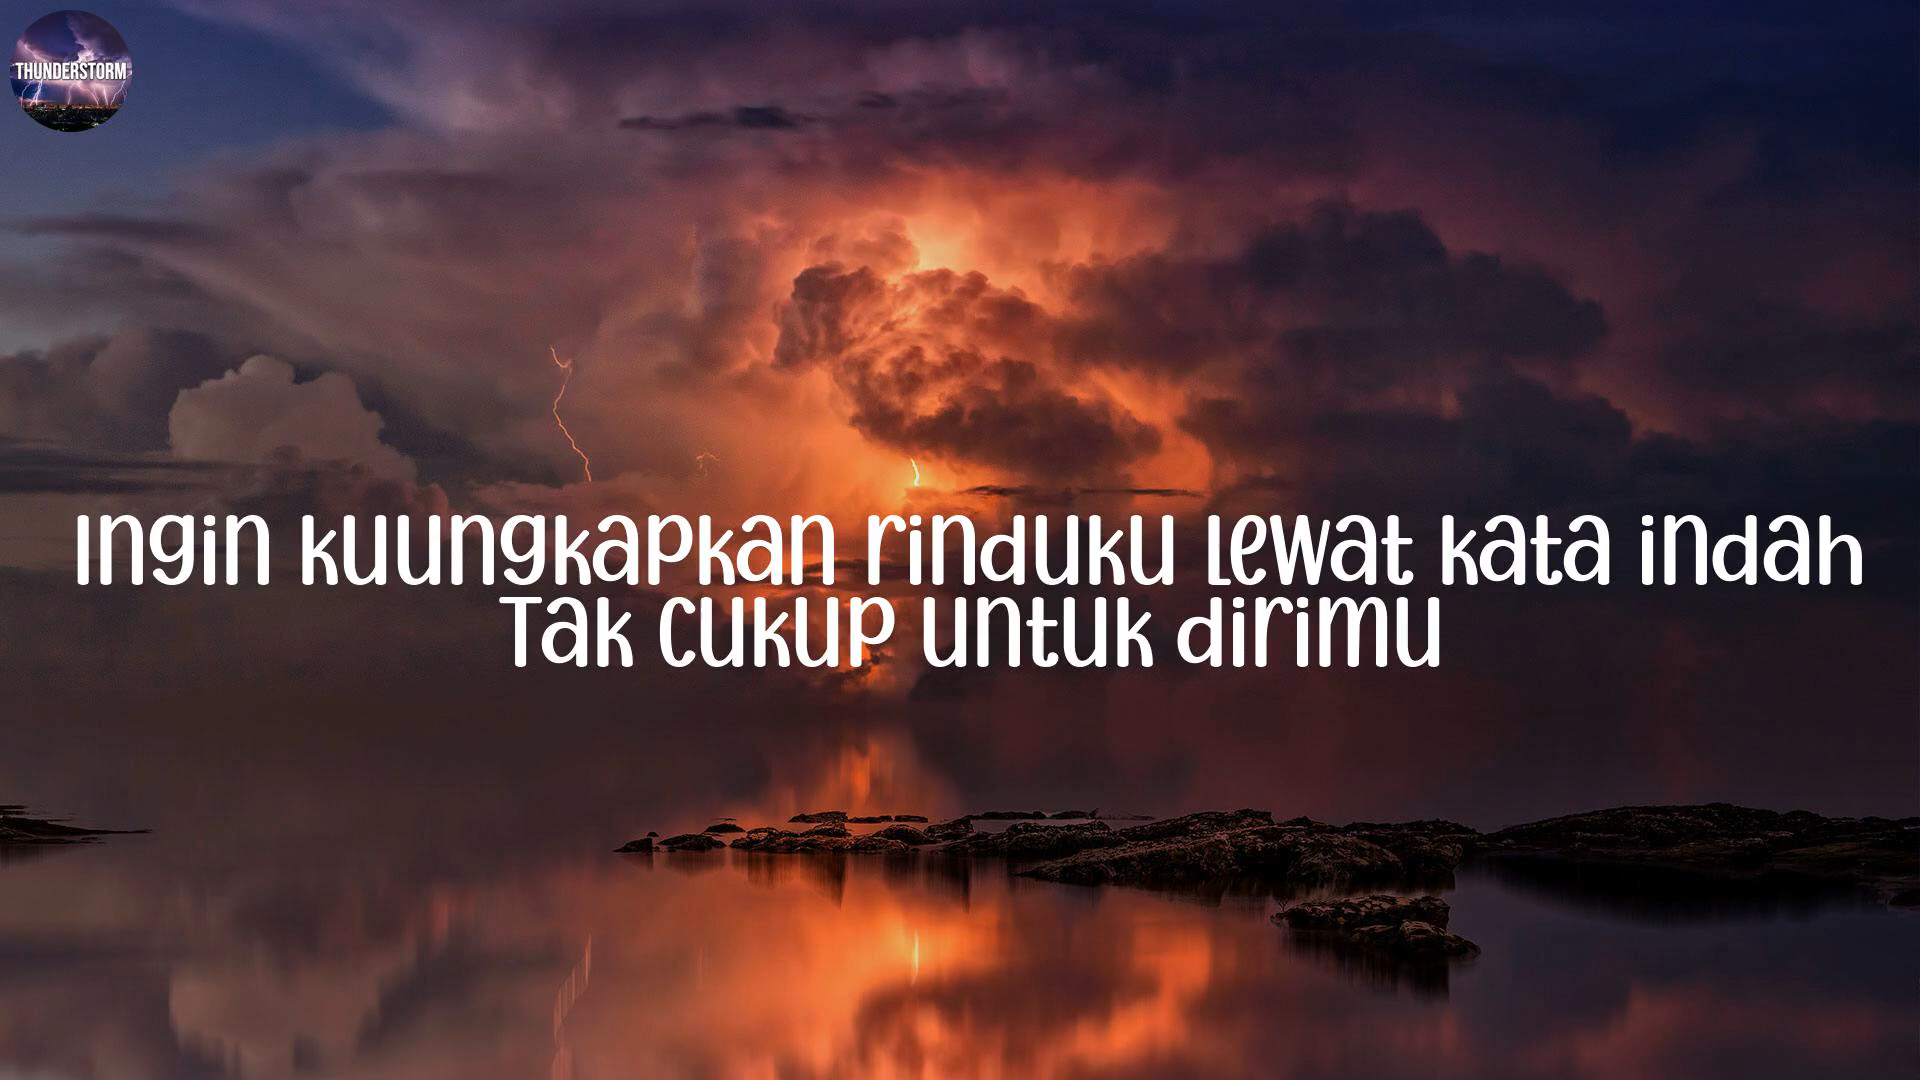 THUNDERSTORM
Ingin kuungkapkan rinduku lewat kata indah
Tak cukup untuk dirimu